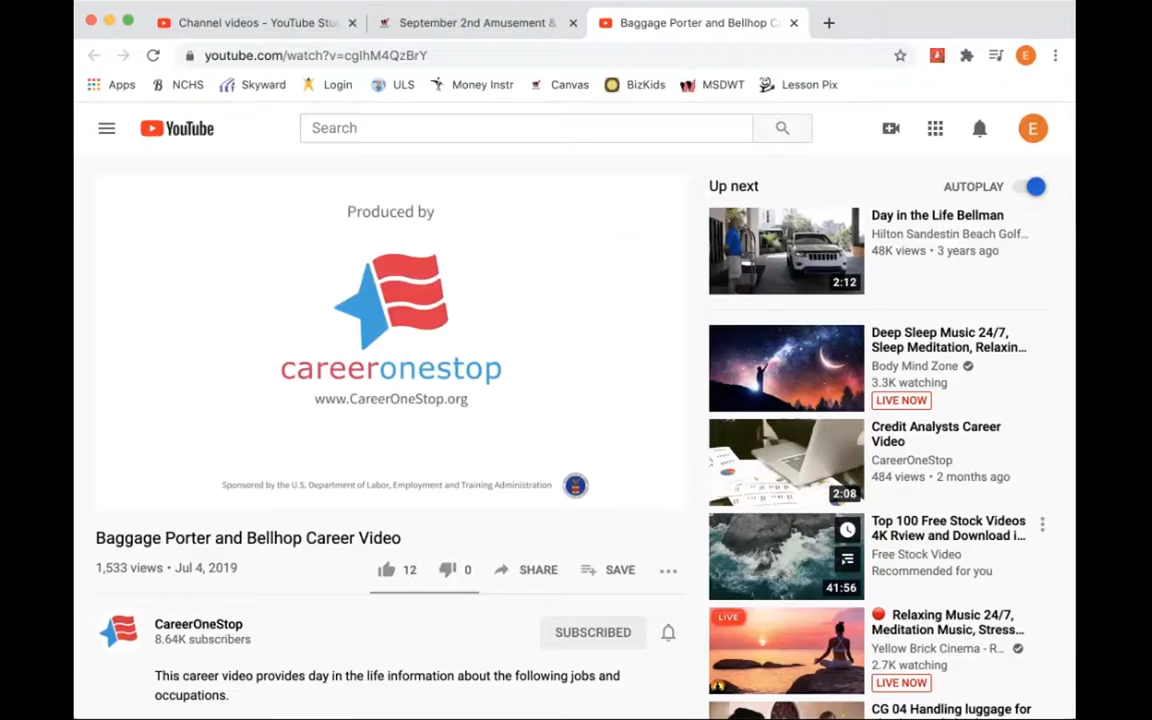 Channel videos - YouTube Stu
September 2nd Amusement &
Baggage Porter and Bellhop C
youtube.com/watch?v=cglhM4QzBrY
E
Apps
NCHS
Skyward
Login
ULS
Money Instr
Canvas
BizKids
MSDWT
Lesson Pix
YouTube
Search
E
Produced by
careeronestop
www.CareerOneStop.org
Sponsored by the U.S. Department of Labor, Employment and Training Administration
Baggage Porter and Bellhop Career Video
1,533 views • Jul 4, 2019
12
0
SHARE
SAVE
CareerOneStop
8.64K subscribers
SUBSCRIBED
This career video provides day in the life information about the following jobs and
occupations.
Up next
AUTOPLAY
2:12
Day in the Life Bellman
Hilton Sandestin Beach Golf...
48K views • 3 years ago
Deep Sleep Music 24/7,
Sleep Meditation, Relaxin...
Body Mind Zone
3.3K watching
LIVE NOW
2:08
Credit Analysts Career
Video
CareerOneStop
484 views • 2 months ago
41:56
Top 100 Free Stock Videos
4K Rview and Download i...
Free Stock Video
Recommended for you
LIVE
Relaxing Music 24/7,
Meditation Music, Stress...
Yellow Brick Cinema - R...
2.7K watching
LIVE NOW
CG 04 Handling luggage for